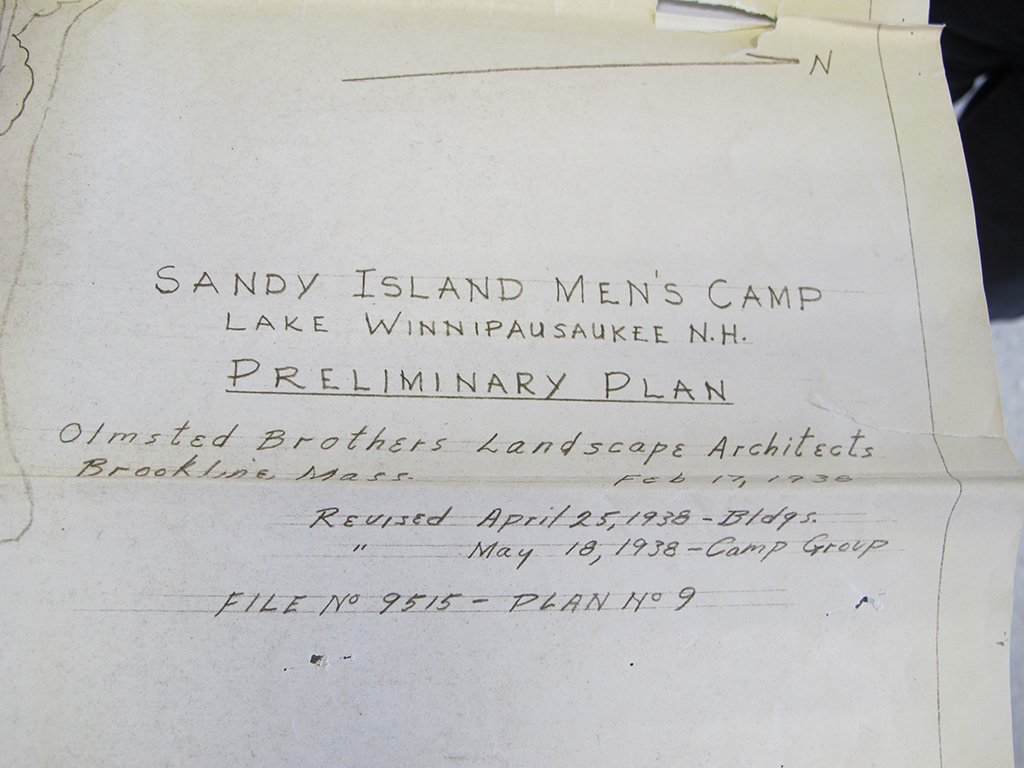 N
SANDY ISLAND MEN'S CAMP
LAKE WINNIPAUSAUKEE N.H.
PRELIMINARY PLAN
Olmsted Brothers Landscape Architects
Brookline, Mass. Feb 17, 1938
Revised April 25, 1938 - Bldgs.
" May 18, 1938 - Camp Group
FILE No 9515 - PLAN No 9